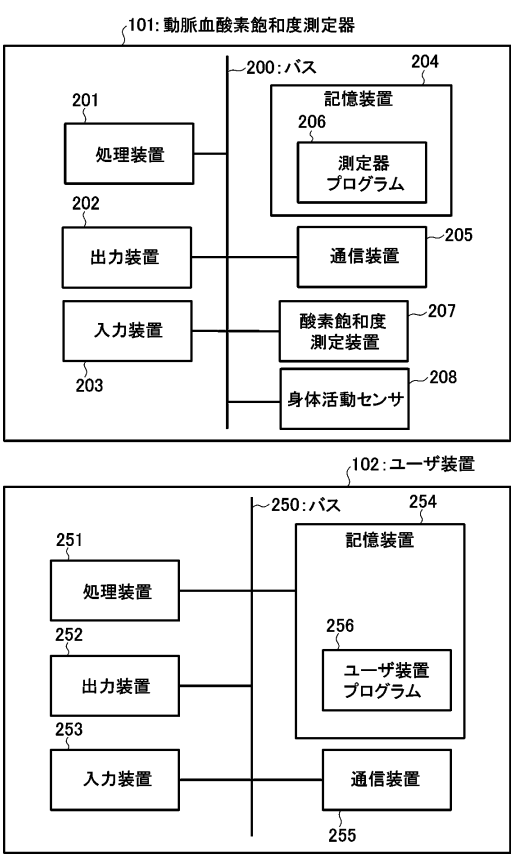 101:動脈血酸素飽和度測定器
200:バス
204
記憶装置
201
処理装置
206
測定器
プログラム
202
出力装置
205
通信装置
入力装置
203
207
酸素飽和度
測定装置
208
身体活動センサ
102:ユーザ装置
250:バス
254
記憶装置
251
処理装置
252
出力装置
256
ユーザ装置
プログラム
253
入力装置
通信装置
255